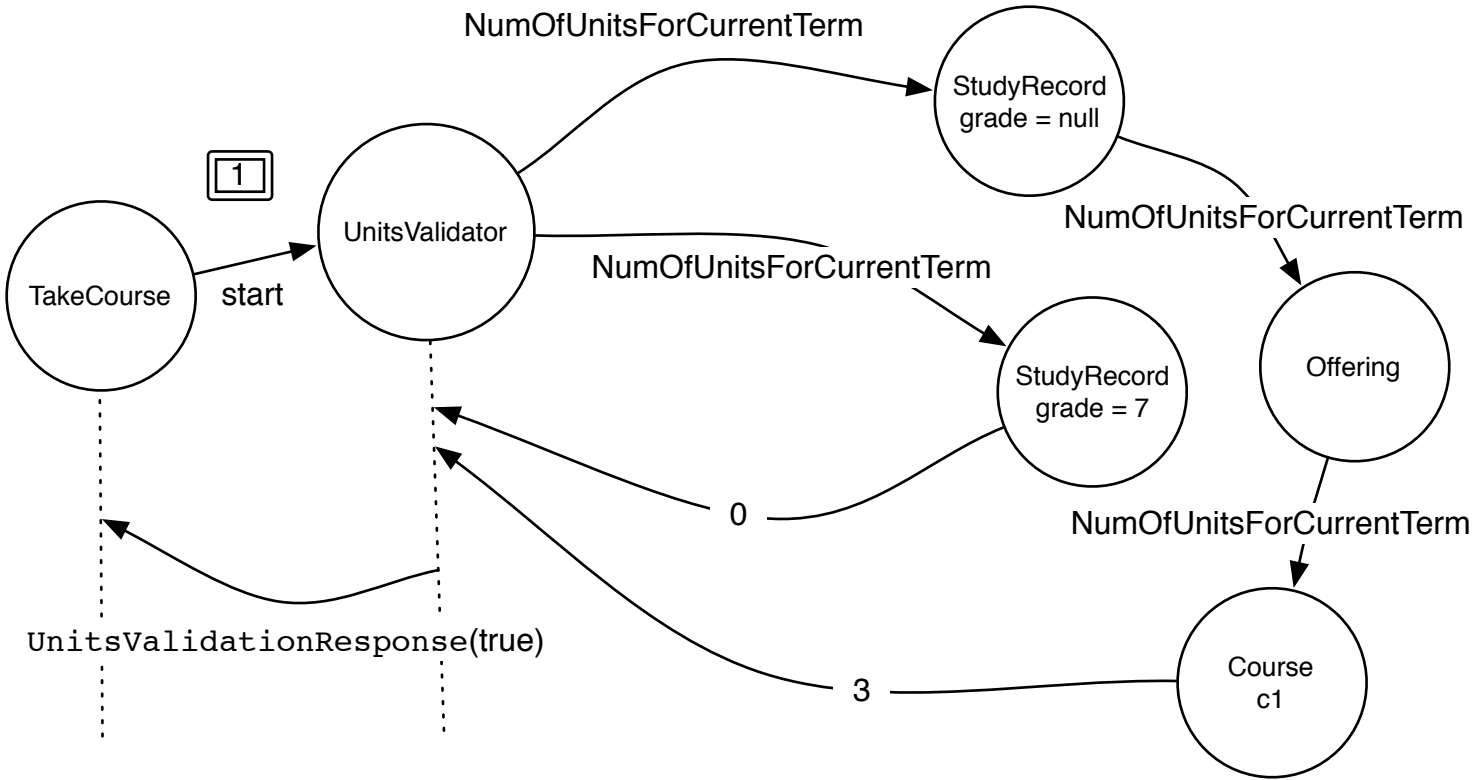 NumOfUnitsForCurrentTerm
StudyRecord
grade = null
1
NumOfUnitsForCurrentTerm
UnitsValidator
NumOfUnitsForCurrentTerm
TakeCourse
start
Offering
StudyRecord
grade = 7
0
NumOfUnitsForCurrentTerm
UnitsValidationResponse(true)
Course
c1
3